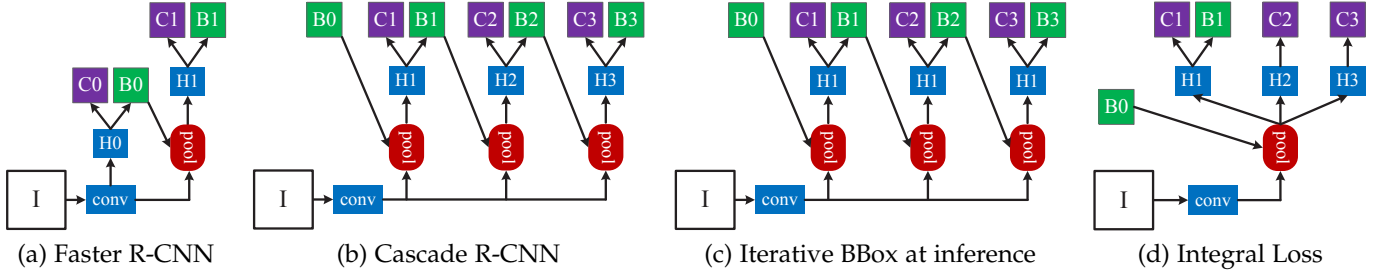 C1 B1
C0 B0 H1
H0 pool
I conv
(a) Faster R-CNN
B0 C1 B1 C2 B2 C3 B3
H1 H2 H3
pool pool pool
I conv
(b) Cascade R-CNN
B0 C1 B1 C2 B2 C3 B3
H1 H1 H1
pool pool pool
I conv
(c) Iterative BBox at inference
C1 B1 C2 C3
H1 H2 H3
B0
pool
I conv
(d) Integral Loss